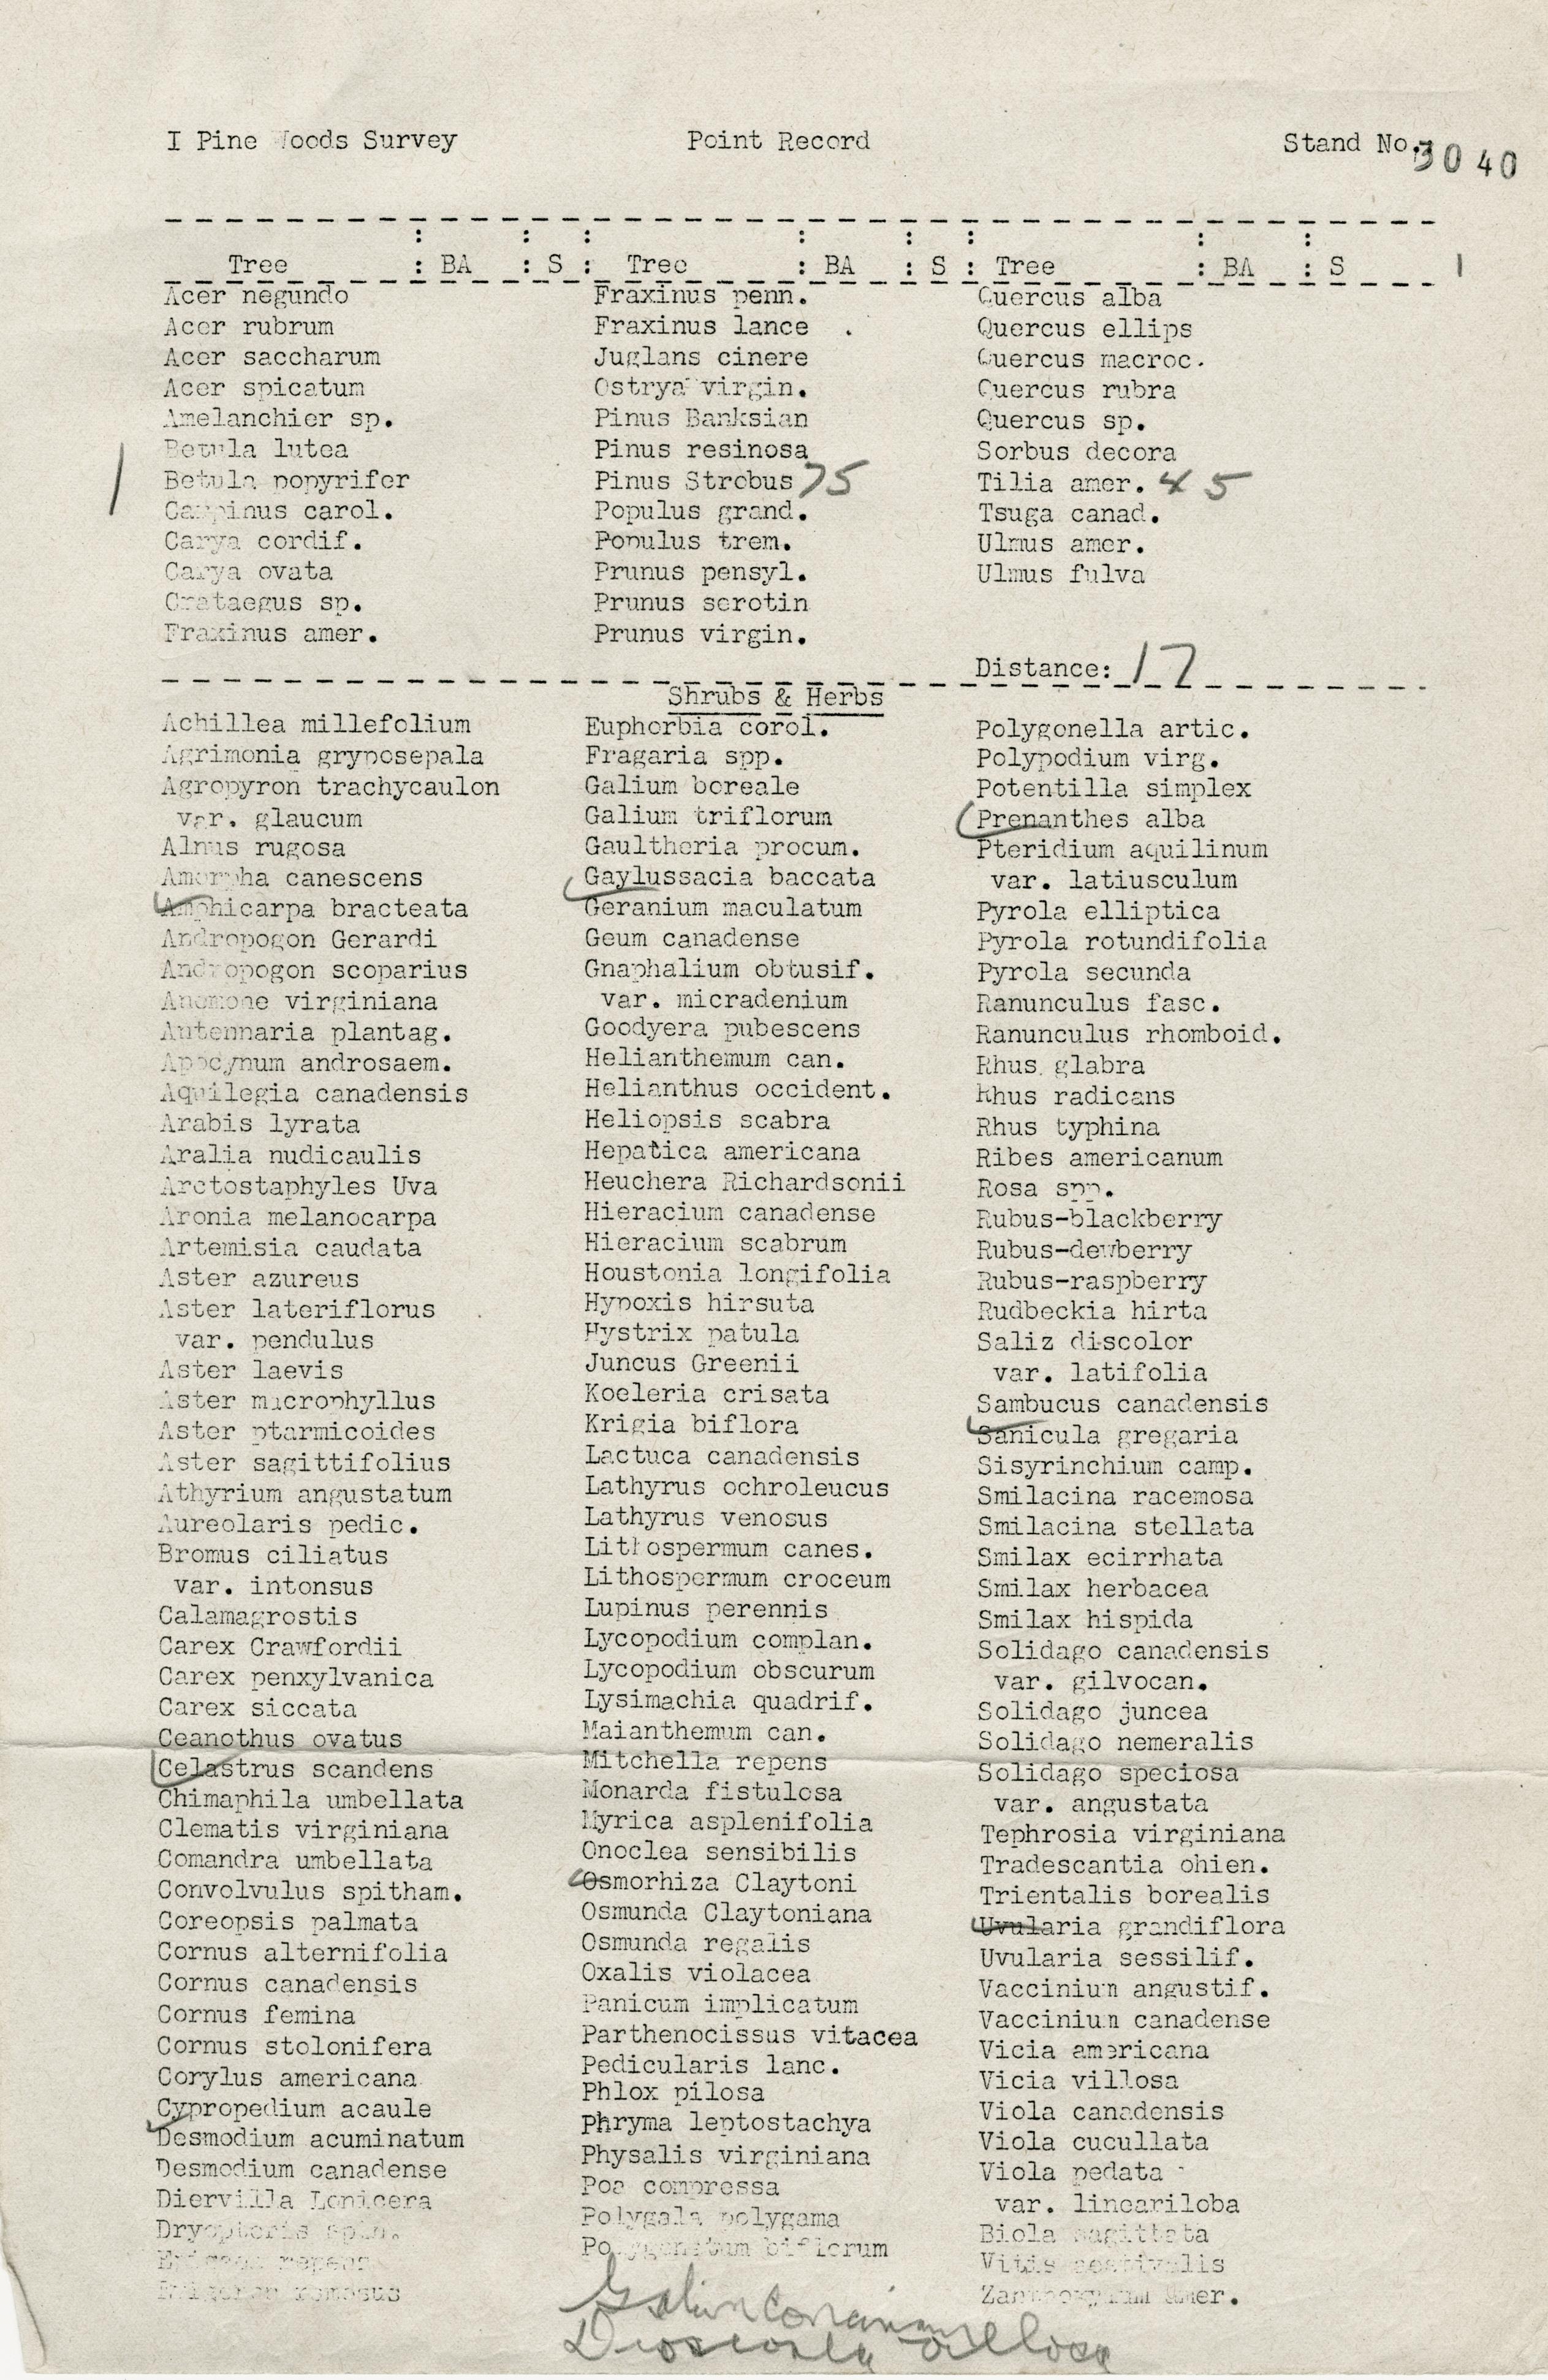 I Pine Woods Survey Point Record Stand No. 3040
Tree : BA : S : Tree : BA : S : Tree : BA : S 1
Acer negundo Fraxinus penn. Quercus alba
Acer rubrum Fraxinus lance . Quercus ellips
Acer saccharum Juglans cinere Quercus macroc.
Acer spicatum Ostrya virgin. Quercus rubra
Amelanchier sp. Pinus Banksian Quercus sp.
Betula lutea Pinus resinosa Sorbus decora
1 Betula popyrifer Pinus Strobus 75 Tilia amer. 4 5
Carpinus carol. Populus grand. Tsuga canad.
Carya cordif. Populus trem. Ulmus amer.
Carya ovata Prunus pensyl. Ulmus fulva
Crataegus sp. Prunus serotin
Fraxinus amer. Prunus virgin.
Distance: 17
Shrubs & Herbs
Achillea millefolium
Agrimonia gryposepala
Agropyron trachycaulon
var. glaucum
Alnus rugosa
Amorpha canescens
Amphicarpa bracteata
Andropogon Gerardi
Andropogon scoparius
Anemone virginiana
Antennaria plantag.
Apocynum androsaem.
Aquilegia canadensis
Arabis lyrata
Aralia nudicaulis
Arctostaphyles Uva
Aronia melanocarpa
Artemisia caudata
Aster azureus
Aster lateriflorus
var. pendulus
Aster laevis
Aster macrophyllus
Aster ptarmicoides
Aster sagittifolius
Athyrium angustatum
Aureolaris pedic.
Bromus ciliatus
var. intonsus
Calamagrostis
Carex Crawfordii
Carex penxylvanica
Carex siccata
Ceanothus ovatus
Celastrus scandens
Chimaphila umbellata
Clematis virginiana
Comandra umbellata
Convolvulus spitham.
Coreopsis palmata
Cornus alternifolia
Cornus canadensis
Cornus femina
Cornus stolonifera
Corylus americana
Cypropedium acaule
Desmodium acuminatum
Desmodium canadense
Diervilla Lonicera
Dryopteris spin.
Epigaea repens
Erigeron ramosus
Euphorbia corol.
Fragaria spp.
Galium boreale
Galium triflorum
Gaultheria procum.
Gaylussacia baccata
Geranium maculatum
Geum canadense
Gnaphalium obtusif.
var. micradenium
Goodyera pubescens
Helianthemum can.
Helianthus occident.
Heliopsis scabra
Hepatica americana
Heuchera Richardsonii
Hieracium canadense
Hieracium scabrum
Houstonia longifolia
Hypoxis hirsuta
Hystrix patula
Juncus Greenii
Koeleria crisata
Krigia biflora
Lactuca canadensis
Lathyrus ochroleucus
Lathyrus venosus
Lithospermum canes.
Lithospermum croceum
Lupinus perennis
Lycopodium complan.
Lycopodium obscurum
Lysimachia quadrif.
Maianthemum can.
Mitchella repens
Monarda fistulosa
Myrica asplenifolia
Onoclea sensibilis
Osmorhiza Claytoni
Osmunda Claytoniana
Osmunda regalis
Oxalis violacea
Panicum implicatum
Parthenocissus vitacea
Pedicularis lanc.
Phlox pilosa
Phryma leptostachya
Physalis virginiana
Poa compressa
Polygala polygama
Polygonatum biflorum
Polygonella artic.
Polypodium virg.
Potentilla simplex
Prenanthes alba
Pteridium aquilinum
var. latiusculum
Pyrola elliptica
Pyrola rotundifolia
Pyrola secunda
Ranunculus fasc.
Ranunculus rhomboid.
Rhus glabra
Rhus radicans
Rhus typhina
Ribes americanum
Rosa spp.
Rubus-blackberry
Rubus-dewberry
Rubus-raspberry
Rudbeckia hirta
Saliz discolor
var. latifolia
Sambucus canadensis
Sanicula gregaria
Sisyrinchium camp.
Smilacina racemosa
Smilacina stellata
Smilax ecirrhata
Smilax herbacea
Smilax hispida
Solidago canadensis
var. gilvocan.
Solidago juncea
Solidago nemeralis
Solidago speciosa
var. angustata
Tephrosia virginiana
Tradescantia ohien.
Trientalis borealis
Uvularia grandiflora
Uvularia sessilif.
Vaccinium angustif.
Vaccinium canadense
Vicia americana
Vicia villosa
Viola canadensis
Viola cucullata
Viola pedata
var. lineariloba
Biola sagittata
Vitis aestivalis
Zanthoxylum Amer.
Galium
Dioscorea villosa